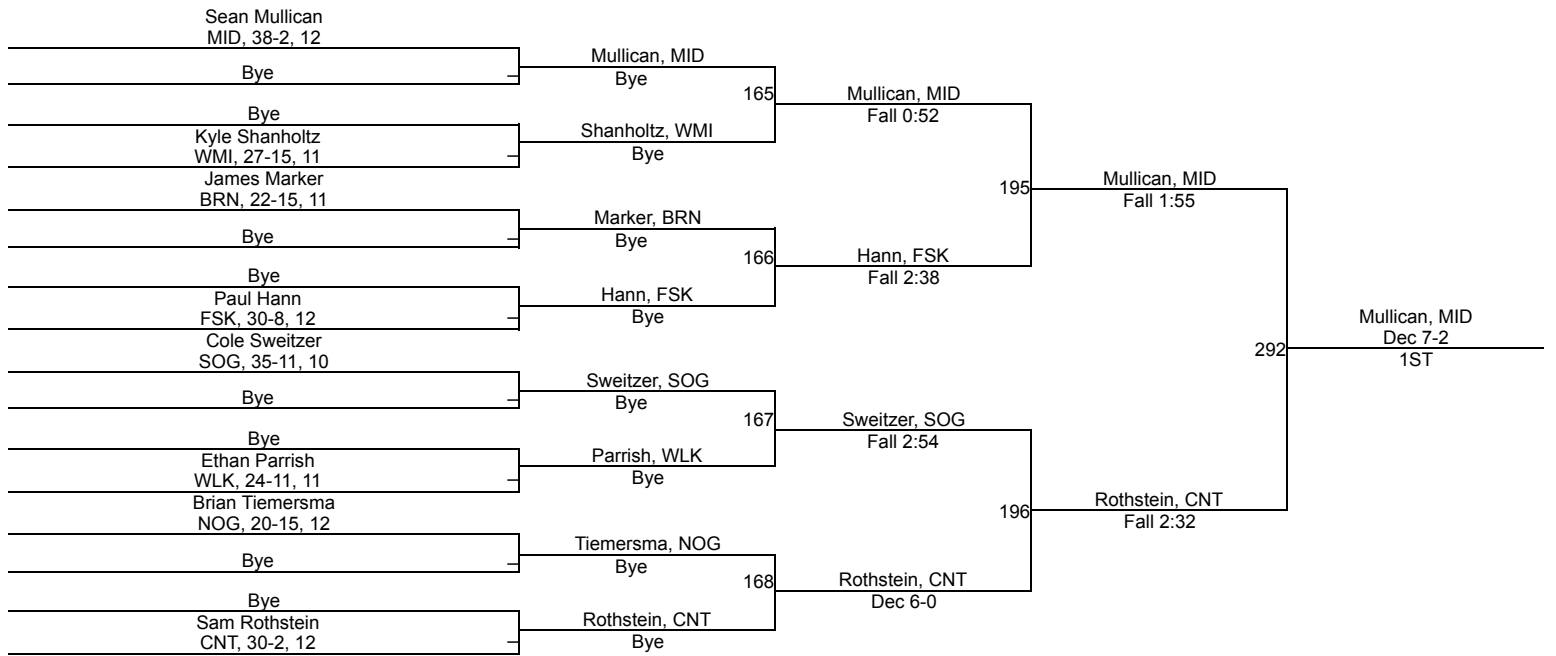 Sean Mullican
MID, 38-2, 12
Bye
Bye
Kyle Shanholtz
WMI, 27-15, 11
James Marker
BRN, 22-15, 11
Bye
Bye
Paul Hann
FSK, 30-8, 12
Cole Sweitzer
SOG, 35-11, 10
Bye
Bye
Ethan Parrish
WLK, 24-11, 11
Brian Tiemersma
NOG, 20-15, 12
Bye
Bye
Sam Rothstein
CNT, 30-2, 12
Mullican, MID
Bye
165
Shanholtz, WMI
Bye
Marker, BRN
Bye
166
Hann, FSK
Bye
Sweitzer, SOG
Bye
167
Parrish, WLK
Bye
Tiemersma, NOG
Bye
168
Rothstein, CNT
Bye
Mullican, MID
Fall 0:52
195
Hann, FSK
Fall 2:38
Sweitzer, SOG
Fall 2:54
196
Rothstein, CNT
Dec 6-0
Mullican, MID
Fall 1:55
292
Rothstein, CNT
Fall 2:32
Mullican, MID
Dec 7-2
1ST